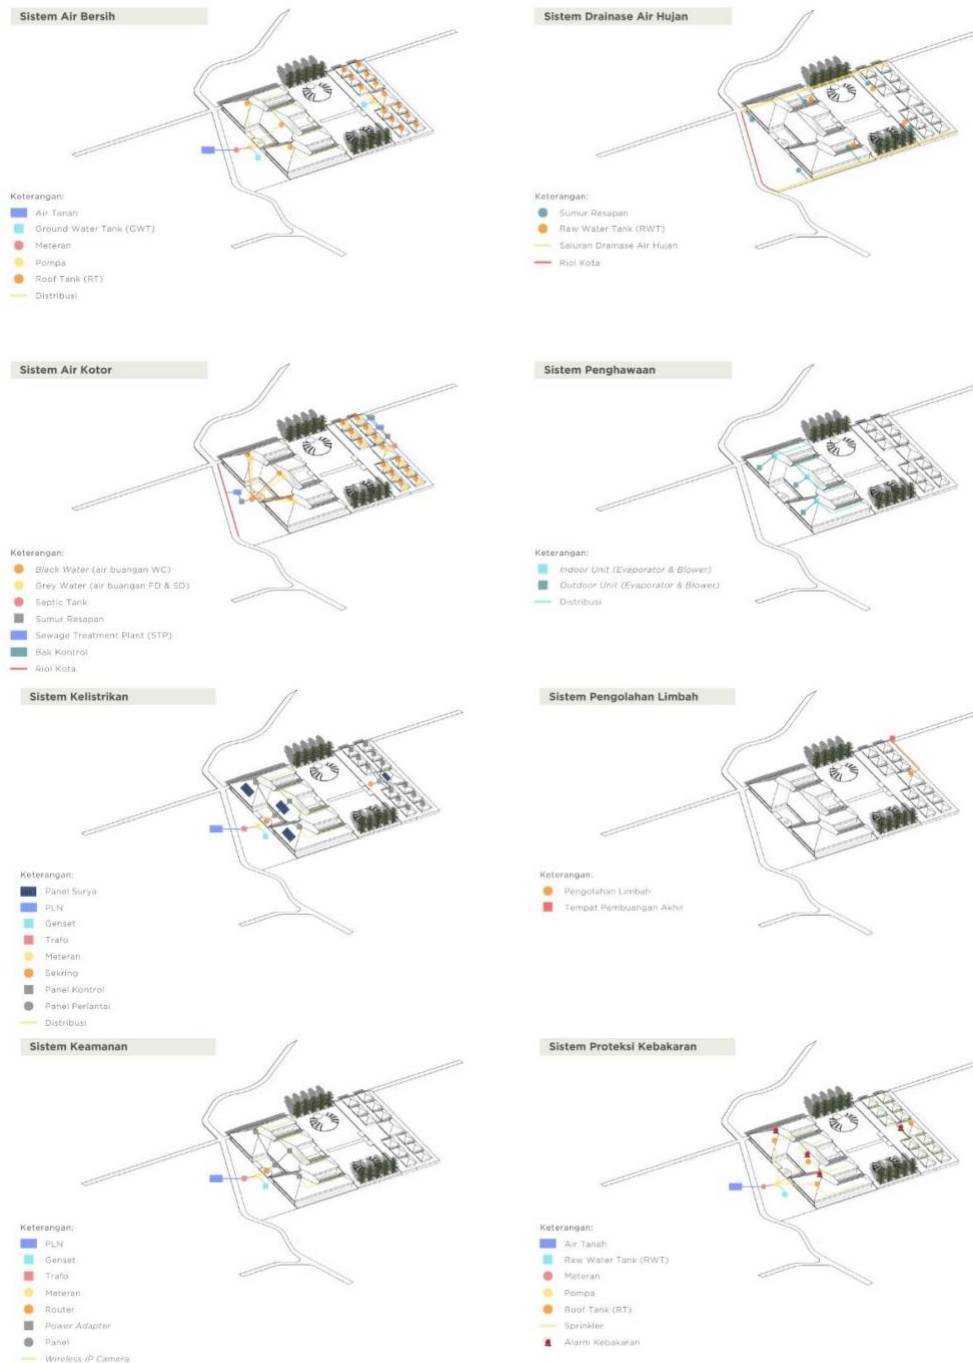 Sistem Air Bersih
Keterangan:
Air Tanah
Ground Water Tank (GWT)
Meteran
Pompa
Roof Tank (RT)
Distribusi
Sistem Drainase Air Hujan
Keterangan:
Sumur Resapan
Raw Water Tank (RWT)
Saluran Drainase Air Hujan
Riol Kota
Sistem Air Kotor
Keterangan:
Black Water (air buangan WC)
Grey Water (air buangan FD & SD)
Septic Tank
Sumur Resapan
Sewage Treatment Plant (STP)
Bak Kontrol
Riol Kota
Sistem Penghawaan
Keterangan:
Indoor Unit (Evaporator & Blower)
Outdoor Unit (Evaporator & Blower)
Distribusi
Sistem Kelistrikan
Keterangan:
Panel Surya
PLN
Genset
Trafo
Meteran
Sekring
Panel Kontrol
Panel Perlantai
Distribusi
Sistem Pengolahan Limbah
Keterangan:
Pengolahan Limbah
Tempat Pembuangan Akhir
Sistem Keamanan
Keterangan:
PLN
Genset
Trafo
Meteran
Router
Power Adapter
Panel
Wireless IP Camera
Sistem Proteksi Kebakaran
Keterangan:
Air Tanah
Raw Water Tank (RWT)
Meteran
Pompa
Roof Tank (RT)
Sprinkler
Alarm Kebakaran